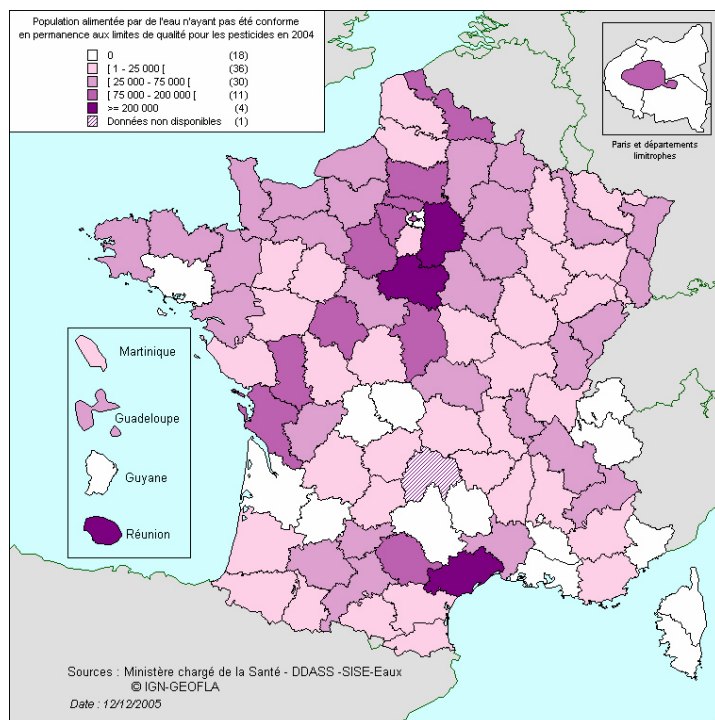 Population alimentée par de l'eau n'ayant pas été conforme
en permanence aux limites de qualité pour les pesticides en 2004
0 (18)
[ 1 - 25 000 [ (36)
[ 25 000 - 75 000 [ (30)
[ 75 000 - 200 000 [ (11)
>= 200 000 (4)
Données non disponibles (1)
Paris et départements
limitrophes
Martinique
Guadeloupe
Guyane
Réunion
Sources : Ministère chargé de la Santé - DDASS -SISE-Eaux
© IGN-GEOFLA
Date : 12/12/2005